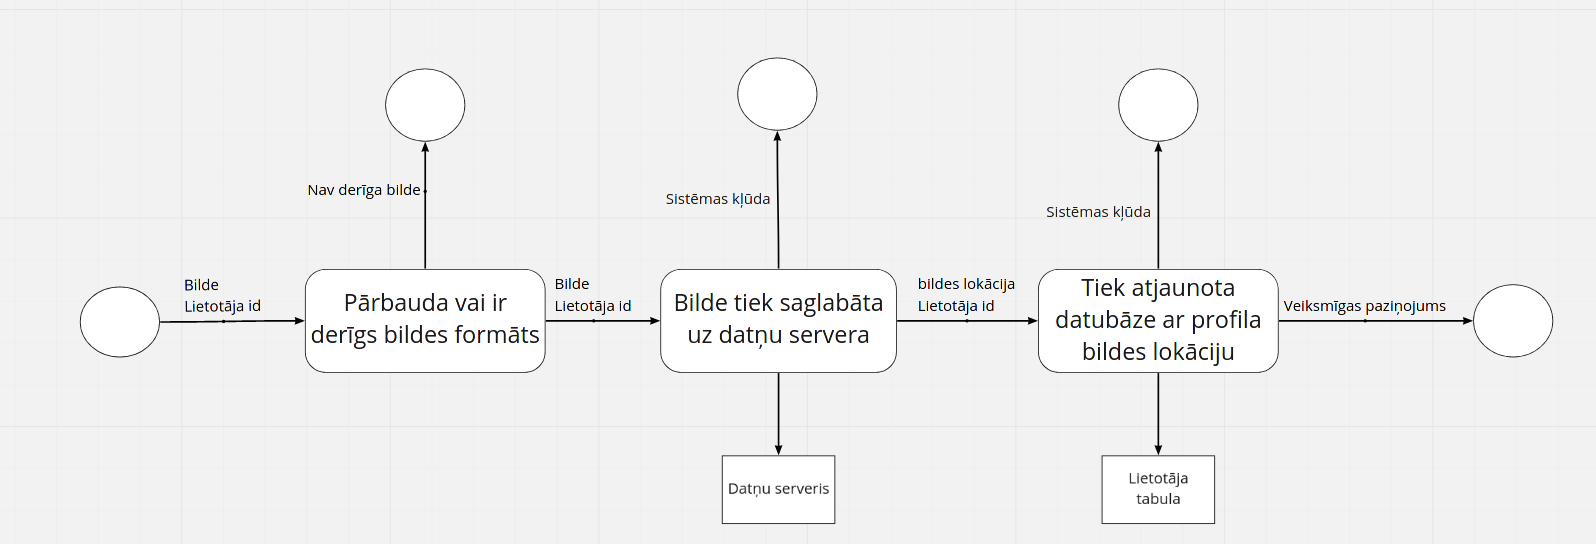 Nav derīga bilde
Sistēmas kļūda
Sistēmas kļūda
Bilde
Lietotāja id
Pārbauda vai ir
derīgs bildes formāts
Bilde
Lietotāja id
Bilde tiek saglabāta
uz datņu servera
bildes lokācija
Lietotāja id
Tiek atjaunota
datubāze ar profila
bildes lokāciju
Veiksmīgas paziņojums
Datņu serveris
Lietotāja
tabula